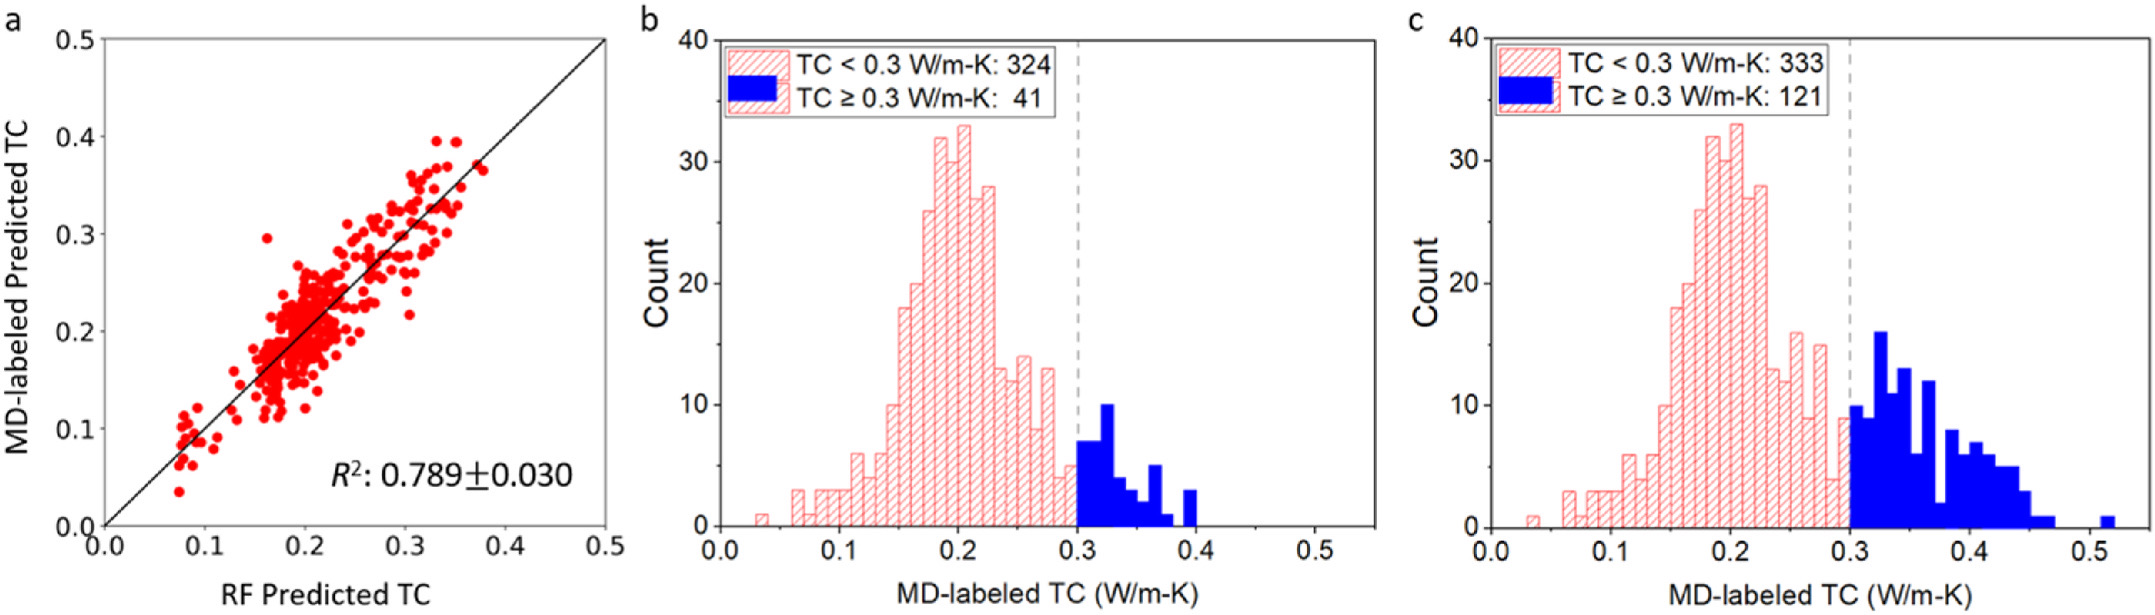 a
0.5
0.4
0.3
0.2
0.1
0.0
0.0 0.1 0.2 0.3 0.4 0.5
MD-labeled Predicted TC
RF Predicted TC
R²: 0.789±0.030
b
40
30
20
10
0
0.0 0.1 0.2 0.3 0.4 0.5
Count
MD-labeled TC (W/m-K)
TC < 0.3 W/m-K: 324
TC ≥ 0.3 W/m-K: 41
c
40
30
20
10
0
0.0 0.1 0.2 0.3 0.4 0.5
Count
MD-labeled TC (W/m-K)
TC < 0.3 W/m-K: 333
TC ≥ 0.3 W/m-K: 121